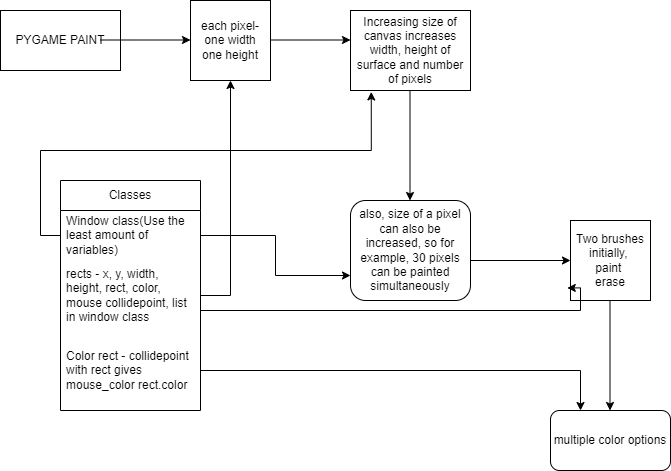 PYGAME PAINT
each pixel-
one width
one height
Increasing size of
canvas increases
width, height of
surface and number
of pixels
Classes
Window class(Use the
least amount of
variables)
rects - x, y, width,
height, rect, color,
mouse collidepoint, list
in window class
Color rect - collidepoint
with rect gives
mouse_color rect.color
also, size of a pixel
can also be
increased, so for
example, 30 pixels
can be painted
simultaneously
Two brushes
initially,
paint
erase
multiple color options